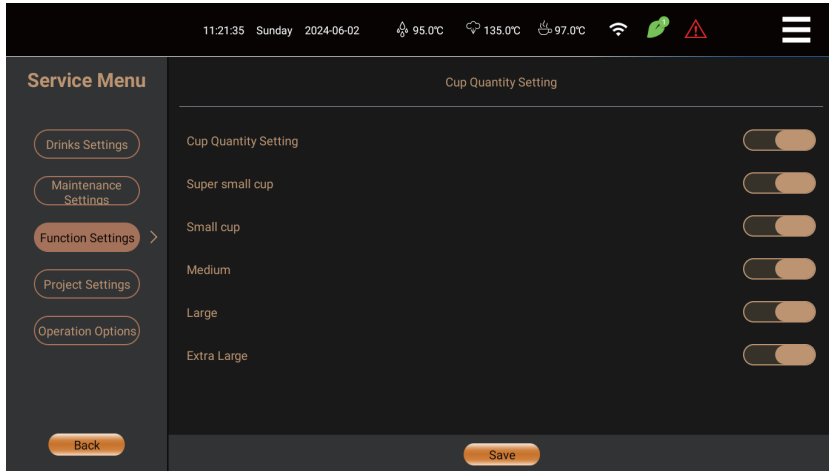 11:21:35 Sunday 2024-06-02 95.0℃ 135.0℃ 97.0℃ 1
Service Menu
Cup Quantity Setting
Drinks Settings
Maintenance
Settings
Function Settings
Project Settings
Operation Options
Cup Quantity Setting
Super small cup
Small cup
Medium
Large
Extra Large
Back
Save